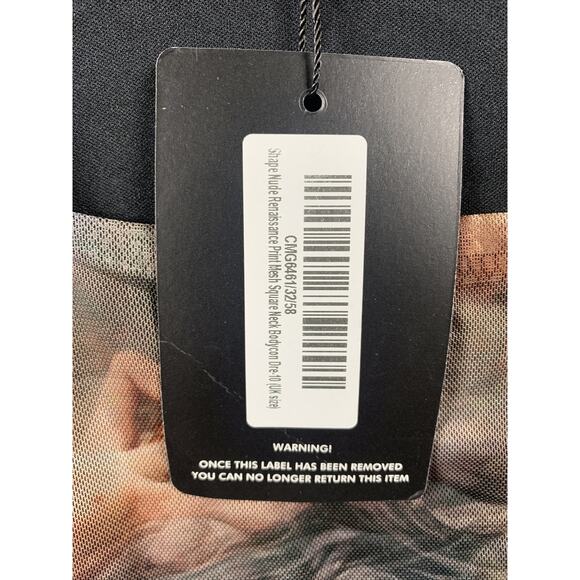 CMG6461/32/58
Shape Nude Renaissance Print Mesh Square Neck Bodycon Dre-10 (UK size)
WARNING!
ONCE THIS LABEL HAS BEEN REMOVED
YOU CAN NO LONGER RETURN THIS ITEM